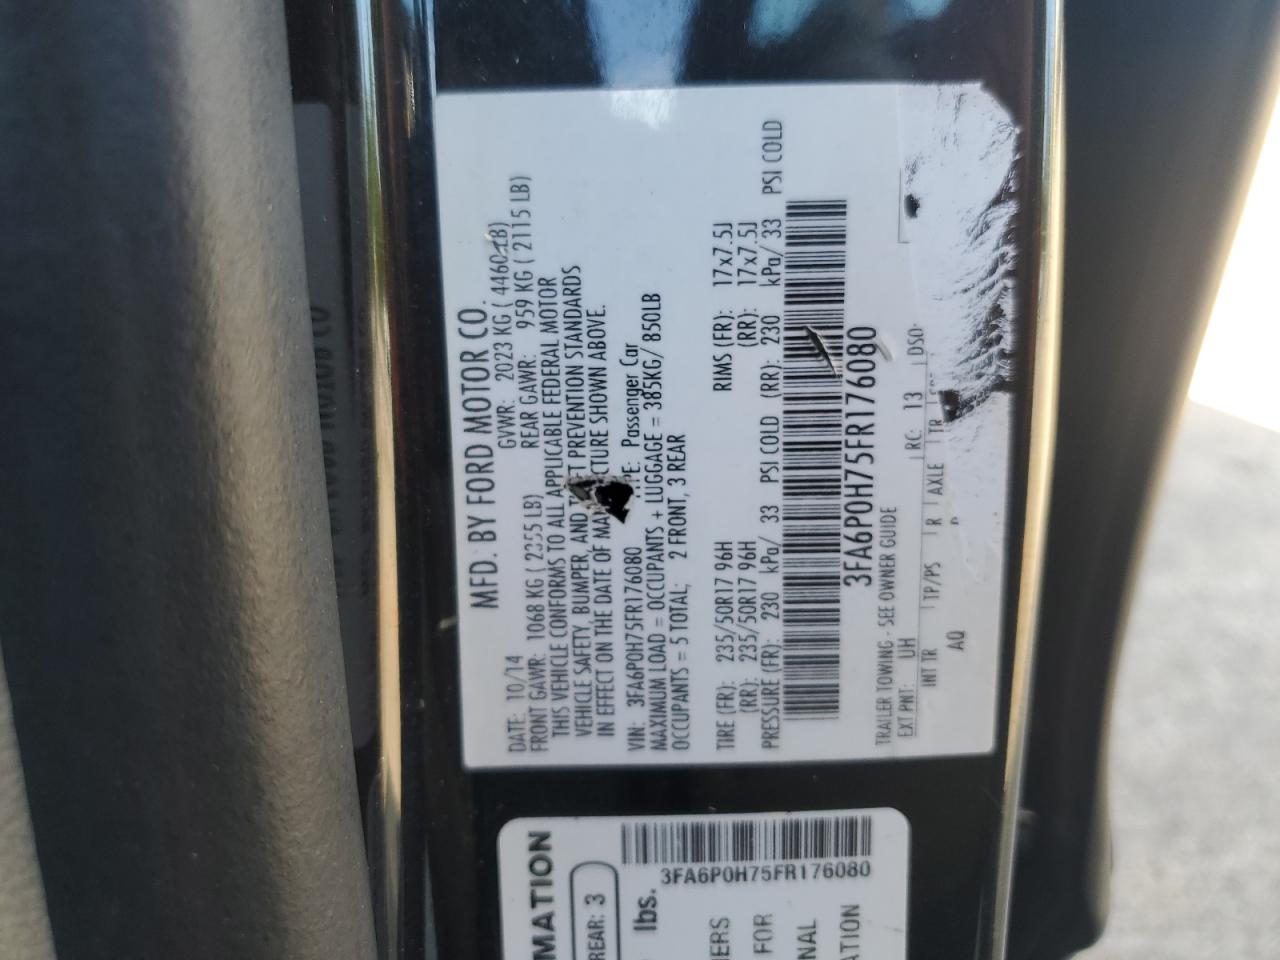 MFD. BY FORD MOTOR CO.
DATE: 10/14 GVWR: 2023 KG ( 4460LB)
FRONT GAWR: 1068 KG ( 2355 LB) REAR GAWR: 959 KG ( 2115 LB)
THIS VEHICLE CONFORMS TO ALL APPLICABLE FEDERAL MOTOR
VEHICLE SAFETY, BUMPER, AND T PREVENTION STANDARDS
IN EFFECT ON THE DATE OF MA CTURE SHOWN ABOVE.
VIN: 3FA6P0H75FR176080 PE: Passenger Car
MAXIMUM LOAD = OCCUPANTS + LUGGAGE = 385KG/ 850LB
OCCUPANTS = 5 TOTAL; 2 FRONT, 3 REAR
TIRE (FR): 235/50R17 96H RIMS (FR): 17x7.5J
(RR): 235/50R17 96H (RR): 17x7.5J
PRESSURE (FR): 230 kPa/ 33 PSI COLD (RR): 230 kPa/ 33 PSI COLD
3FA6P0H75FR176080
TRAILER TOWING - SEE OWNER GUIDE
EXT PNT: UH RC: 13 DSO:
INT TR TP/PS R AXLE TR
AQ
MATION
REAR: 3
lbs.
3FA6P0H75FR176080
IERS
FOR
NAL
ATION